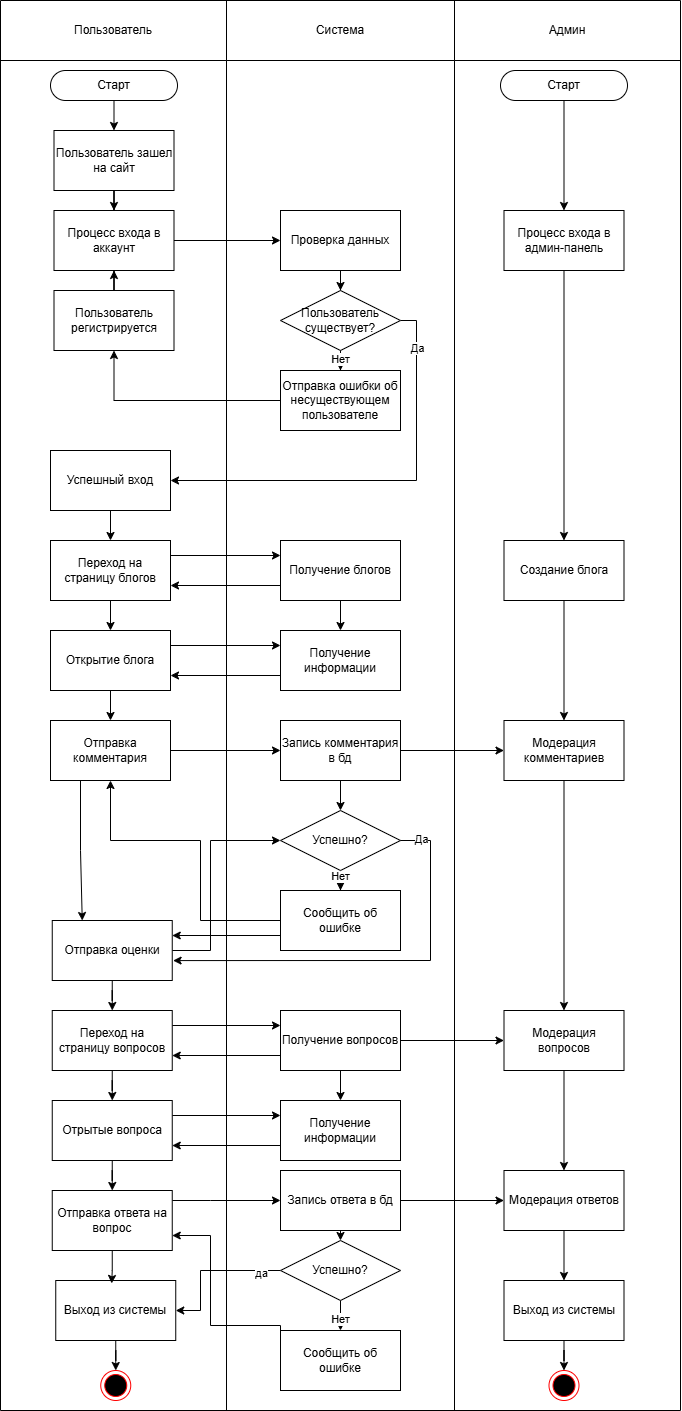 Пользователь
Система
Админ
Старт
Старт
Пользователь зашел
на сайт
Процесс входа в
аккаунт
Проверка данных
Процесс входа в
админ-панель
Пользователь
регистрируется
Пользователь
существует?
Да
Нет
Отправка ошибки об
несуществующем
пользователе
Успешный вход
Переход на
страницу блогов
Получение блогов
Создание блога
Открытие блога
Получение
информации
Отправка
комментария
Запись комментария
в бд
Модерация
комментариев
Успешно?
Да
Нет
Сообщить об
ошибке
Отправка оценки
Переход на
страницу вопросов
Получение вопросов
Модерация
вопросов
Отрытые вопроса
Получение
информации
Отправка ответа на
вопрос
Запись ответа в бд
Модерация ответов
Успешно?
да
Нет
Выход из системы
Выход из системы
Сообщить об
ошибке